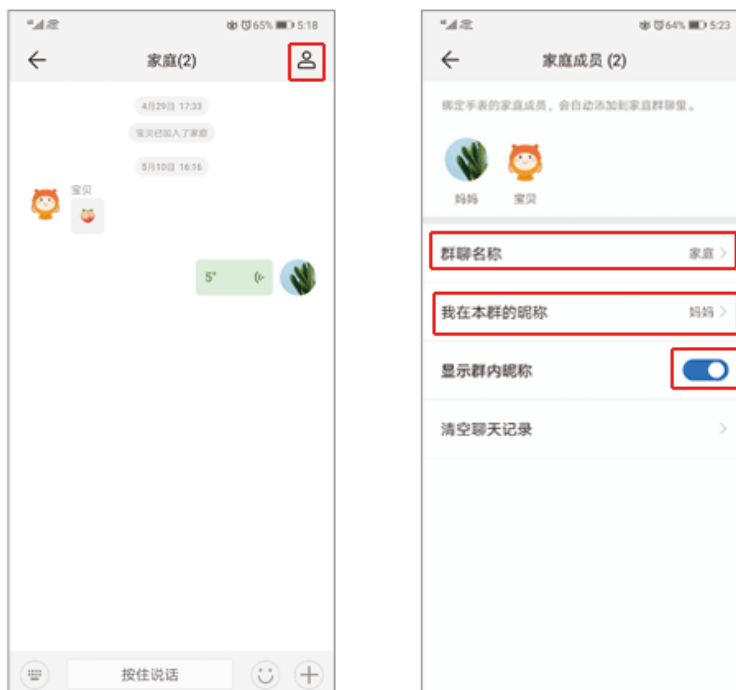 65% 5:18
家庭(2)
4月29日 17:33
宝贝已加入了家庭
5月10日 16:16
宝贝
5"
按住说话
64% 5:23
家庭成员 (2)
绑定手表的家庭成员，会自动添加到家庭群聊里。
妈妈 宝贝
群聊名称 家庭
我在本群的昵称 妈妈
显示群内昵称
清空聊天记录